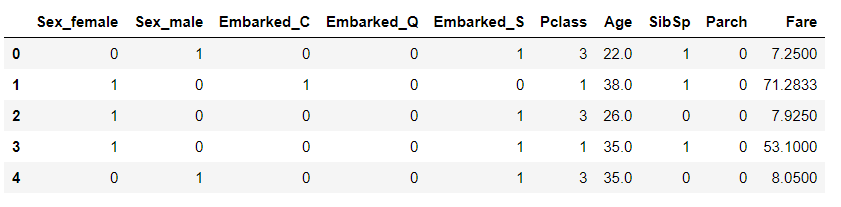 Sex_female Sex_male Embarked_C Embarked_Q Embarked_S Pclass Age SibSp Parch Fare
0 0 1 0 0 1 3 22.0 1 0 7.2500
1 1 0 1 0 0 1 38.0 1 0 71.2833
2 1 0 0 0 1 3 26.0 0 0 7.9250
3 1 0 0 0 1 1 35.0 1 0 53.1000
4 0 1 0 0 1 3 35.0 0 0 8.0500